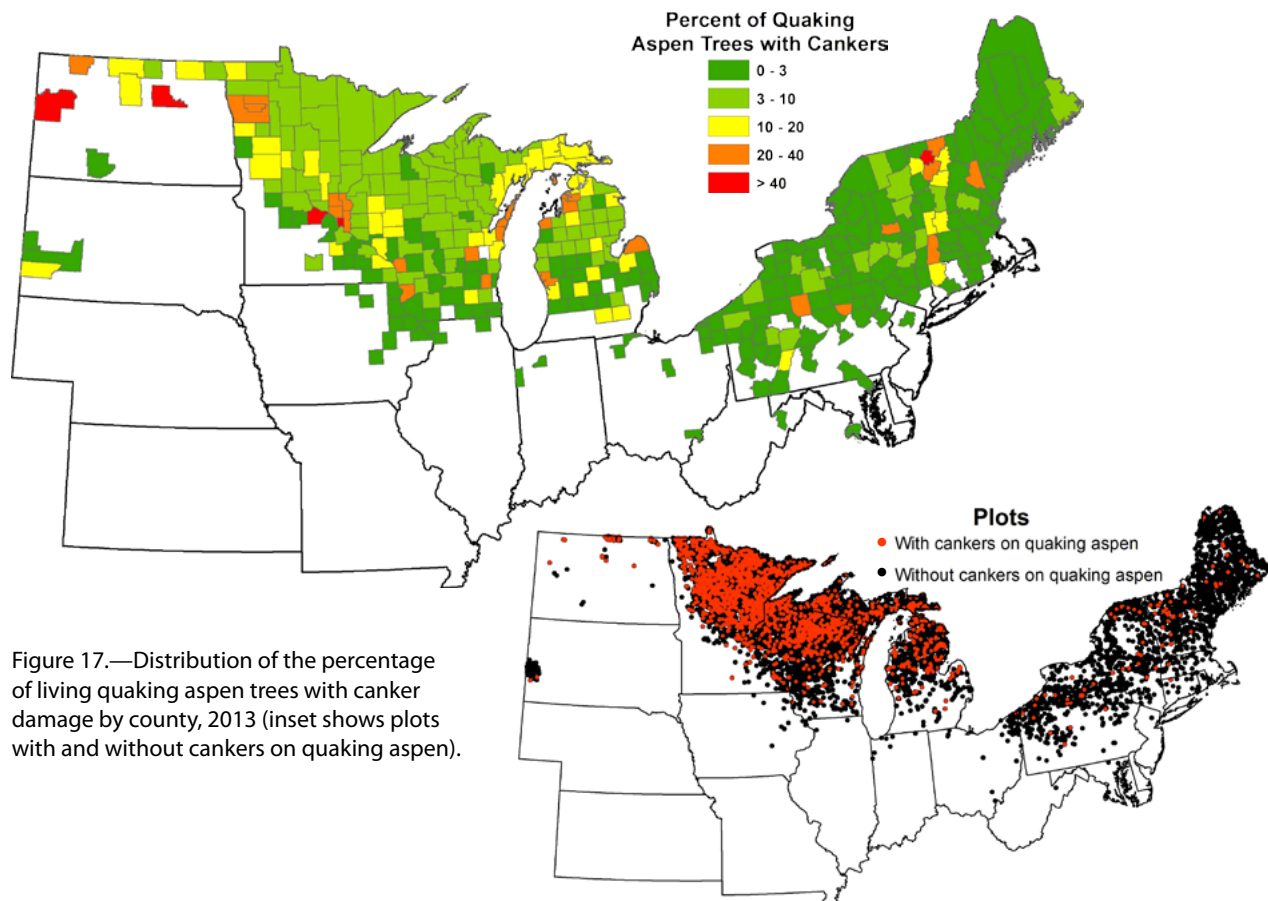 Percent of Quaking
Aspen Trees with Cankers
0 - 3
3 - 10
10 - 20
20 - 40
> 40
Plots
With cankers on quaking aspen
Without cankers on quaking aspen
Figure 17.—Distribution of the percentage
of living quaking aspen trees with canker
damage by county, 2013 (inset shows plots
with and without cankers on quaking aspen).